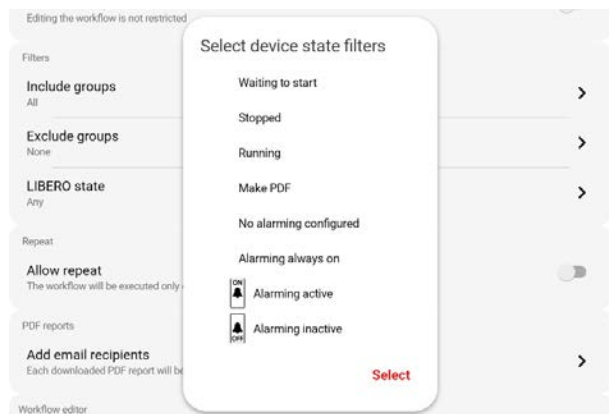 Editing the workflow is not restricted
Filters
Include groups
All
Exclude groups
None
LIBERO state
Any
Repeat
Allow repeat
The workflow will be executed only
PDF reports
Add email recipients
Each downloaded PDF report will be
Workflow editor
Select device state filters
Waiting to start
Stopped
Running
Make PDF
No alarming configured
Alarming always on
ON
Alarming active
OFF
Alarming inactive
Select